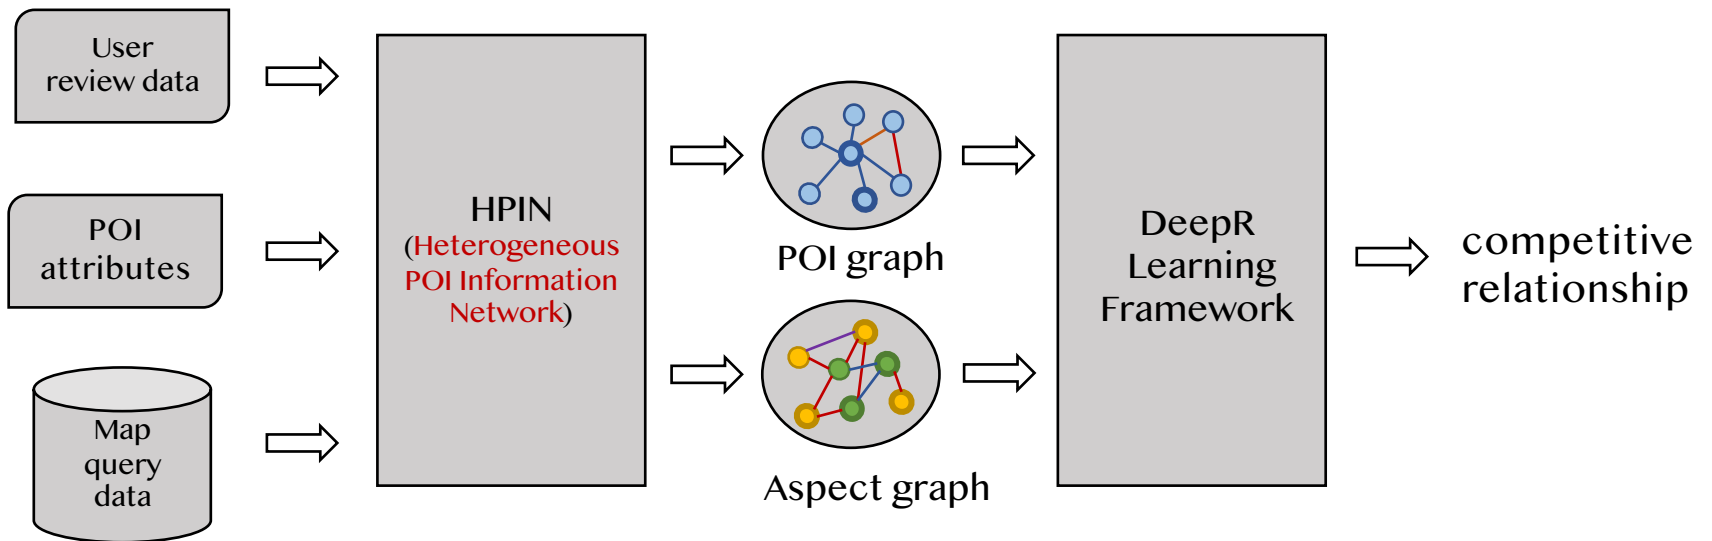 User
review data
POI
attributes
Map
query
data
HPIN
(Heterogeneous
POI Information
Network)
POI graph
Aspect graph
DeepR
Learning
Framework
competitive
relationship